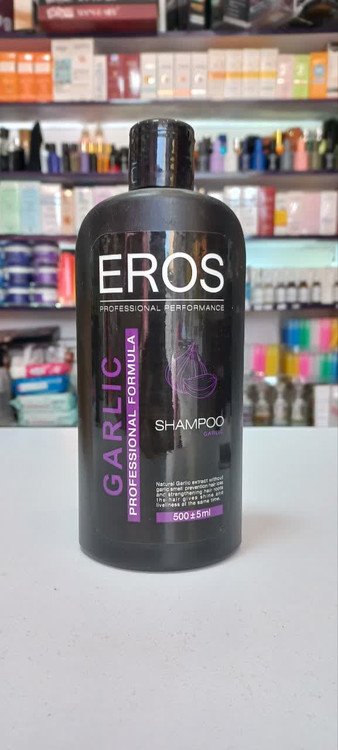 EROS
PROFESSIONAL PERFORMANCE
GARLIC
PROFESSIONAL FORMULA
SHAMPOO
GARLIC
Natural Garlic extract without
garlic smell prevention hair loss
and strengthening hair roots
the hair gives shine and
liveliness at the same time.
500±5ml